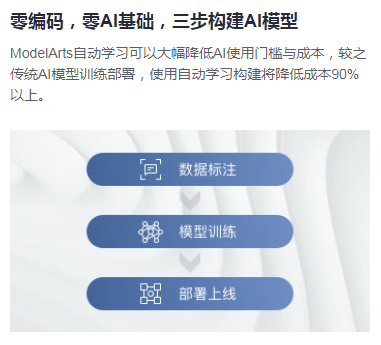 零编码，零AI基础，三步构建AI模型
ModelArts自动学习可以大幅降低AI使用门槛与成本，较之
传统AI模型训练部署，使用自动学习构建将降低成本90%
以上。
数据标注
模型训练
部署上线